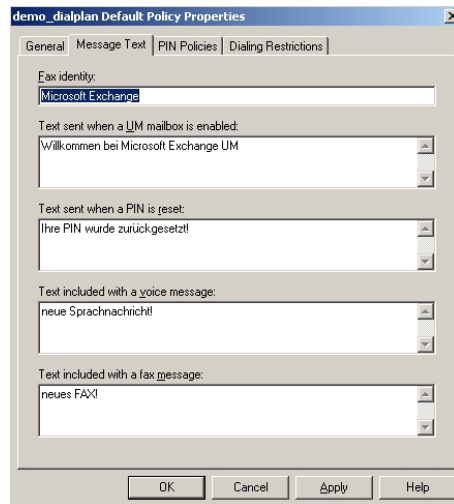 demo_dialplan Default Policy Properties
General Message Text PIN Policies Dialing Restrictions
Fax identity:
Microsoft Exchange
Text sent when a UM mailbox is enabled:
Willkommen bei Microsoft Exchange UM
Text sent when a PIN is reset:
Ihre PIN wurde zurückgesetzt!
Text included with a voice message:
neue Sprachnachricht!
Text included with a fax message:
neues FAX!
OK Cancel Apply Help